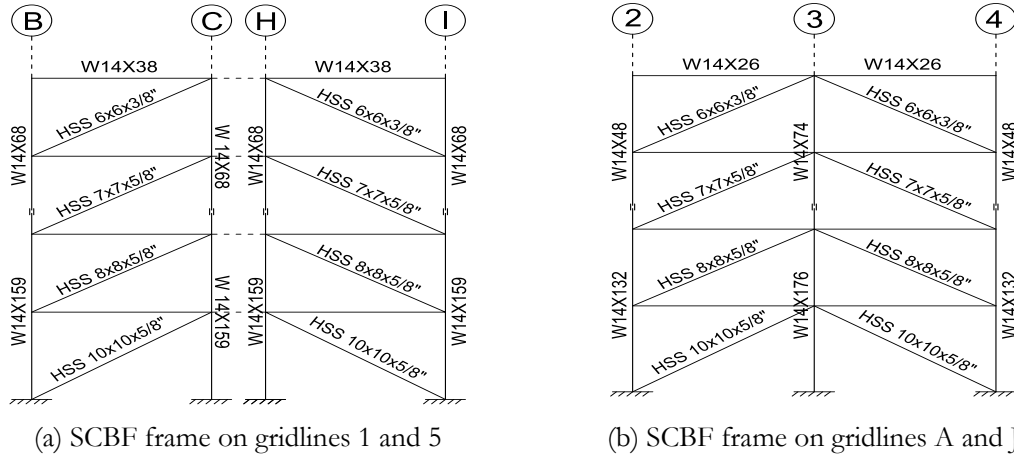 B C H I
W14X38 W14X38
HSS 6x6x3/8" HSS 6x6x3/8"
W14X68 W 14X68 W14X68 W14X68
HSS 7x7x5/8" HSS 7x7x5/8"
HSS 8x8x5/8" HSS 8x8x5/8"
W14X159 W 14X159 W14X159 W14X159
HSS 10x10x5/8" HSS 10x10x5/8"
(a) SCBF frame on gridlines 1 and 5
2 3 4
W14X26 W14X26
HSS 6x6x3/8" HSS 6x6x3/8"
W14X48 W14X74 W14X48
HSS 7x7x5/8" HSS 7x7x5/8"
HSS 8x8x5/8" HSS 8x8x5/8"
W14X132 W14X176 W14X132
HSS 10x10x5/8" HSS 10x10x5/8"
(b) SCBF frame on gridlines A and J